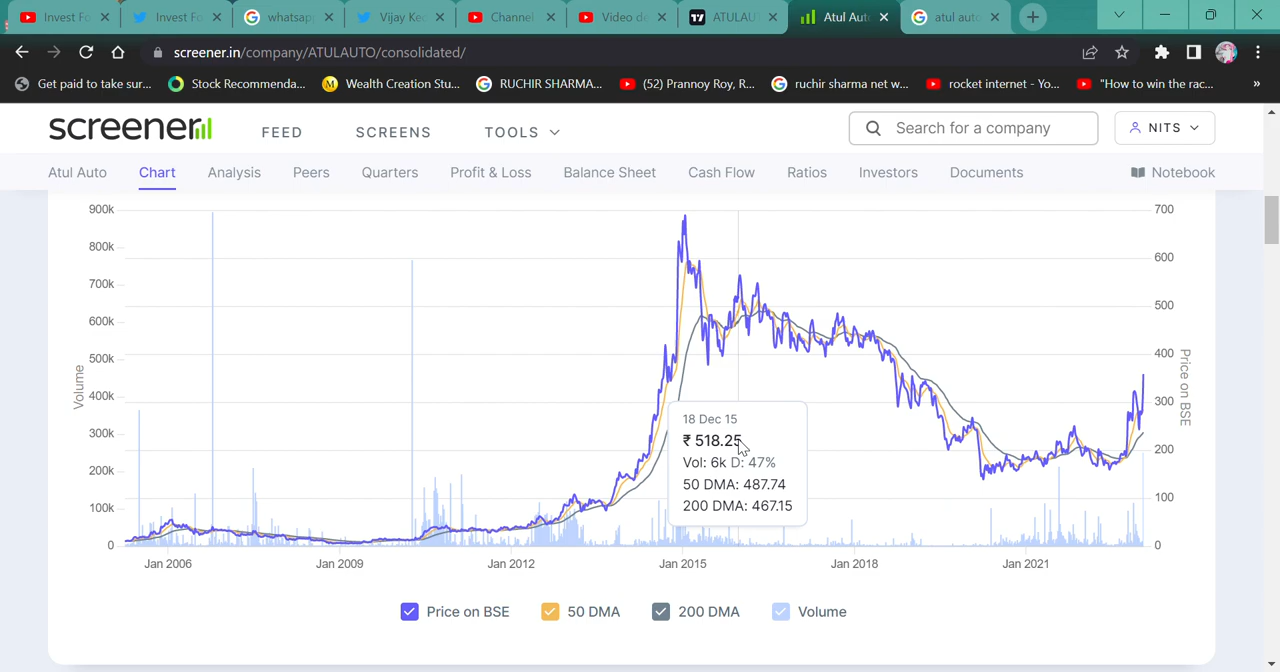 Invest Fo
Invest Fo
whatsap
Vijay Ke
Channel
Video d
ATULAU
Atul Aut
atul aut
screener.in/company/ATULAUTO/consolidated/
Get paid to take sur...
Stock Recommenda...
Wealth Creation Stu...
RUCHIR SHARMA...
(52) Prannoy Roy, R...
ruchir sharma net w...
rocket internet - Yo...
"How to win the rac...
»
screener
FEED
SCREENS
TOOLS
Search for a company
NITS
Atul Auto
Chart
Analysis
Peers
Quarters
Profit & Loss
Balance Sheet
Cash Flow
Ratios
Investors
Documents
Notebook
900k
800k
700k
600k
500k
400k
300k
200k
100k
0
Volume
700
600
500
400
300
200
100
0
Price on BSE
18 Dec 15
₹ 518.25
Vol: 6k D: 47%
50 DMA: 487.74
200 DMA: 467.15
Jan 2006
Jan 2009
Jan 2012
Jan 2015
Jan 2018
Jan 2021
Price on BSE
50 DMA
200 DMA
Volume